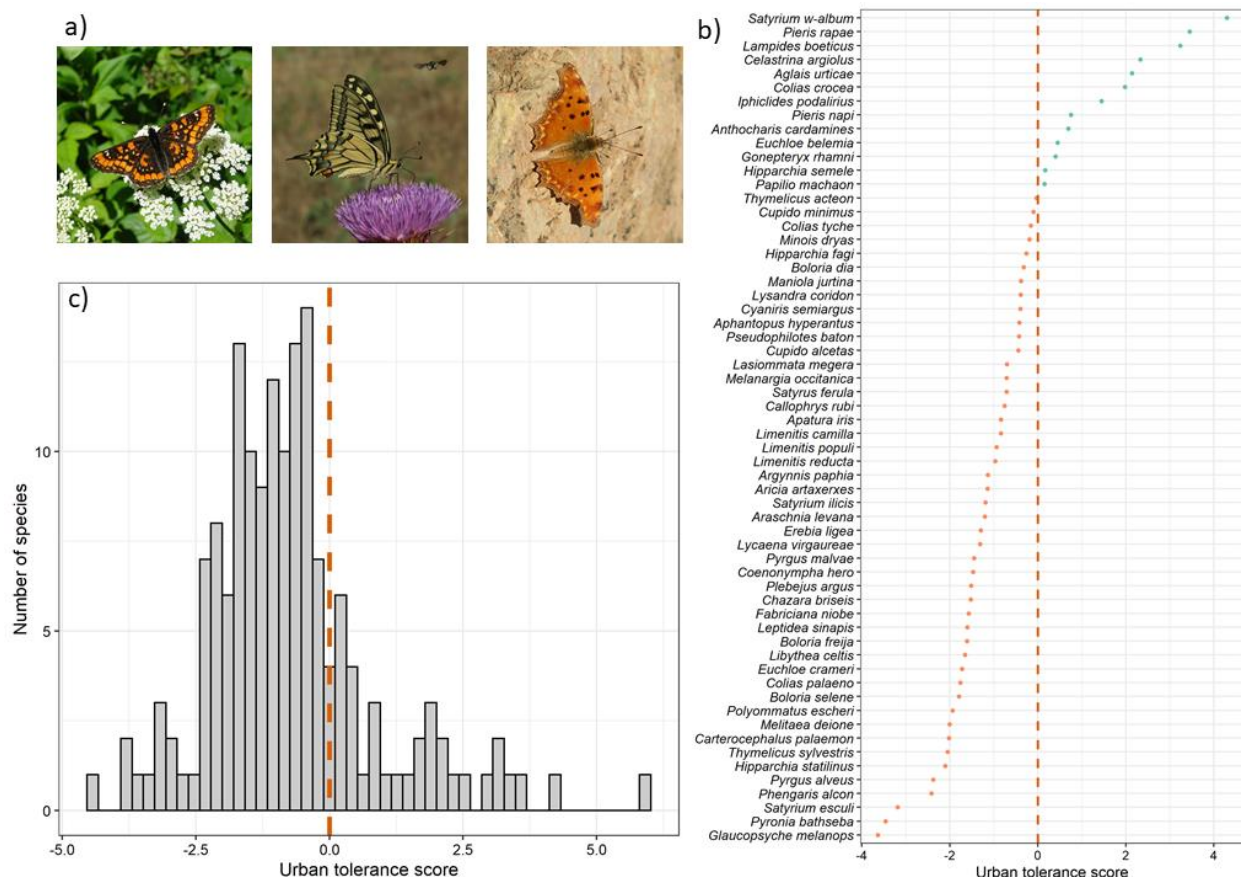 a)
b)
Satyrium w-album
Pieris rapae
Lampides boeticus
Celastrina argiolus
Aglais urticae
Colias crocea
Iphiclides podalirius
Pieris napi
Anthocharis cardamines
Euchloe belemia
Gonepteryx rhamni
Hipparchia semele
Papilio machaon
Thymelicus acteon
Cupido minimus
Colias tyche
Minois dryas
Hipparchia fagi
Boloria dia
Maniola jurtina
Lysandra coridon
Cyaniris semiargus
Aphantopus hyperantus
Pseudophilotes baton
Cupido alcetas
Lasiommata megera
Melanargia occitanica
Satyrus ferula
Callophrys rubi
Apatura iris
Limenitis camilla
Limenitis populi
Limenitis reducta
Argynnis paphia
Aricia artaxerxes
Satyrium ilicis
Araschnia levana
Erebia ligea
Lycaena virgaureae
Pyrgus malvae
Coenonympha hero
Plebejus argus
Chazara briseis
Fabriciana niobe
Leptidea sinapis
Boloria freija
Libythea celtis
Euchloe crameri
Colias palaeno
Boloria selene
Polyommatus escheri
Melitaea deione
Carterocephalus palaemon
Thymelicus sylvestris
Hipparchia statilinus
Pyrgus alveus
Phengaris alcon
Satyrium esculi
Pyronia bathseba
Glaucopsyche melanops
-4 -2 0 2 4
Urban tolerance score
c)
Number of species
10
5
0
-5.0 -2.5 0.0 2.5 5.0
Urban tolerance score